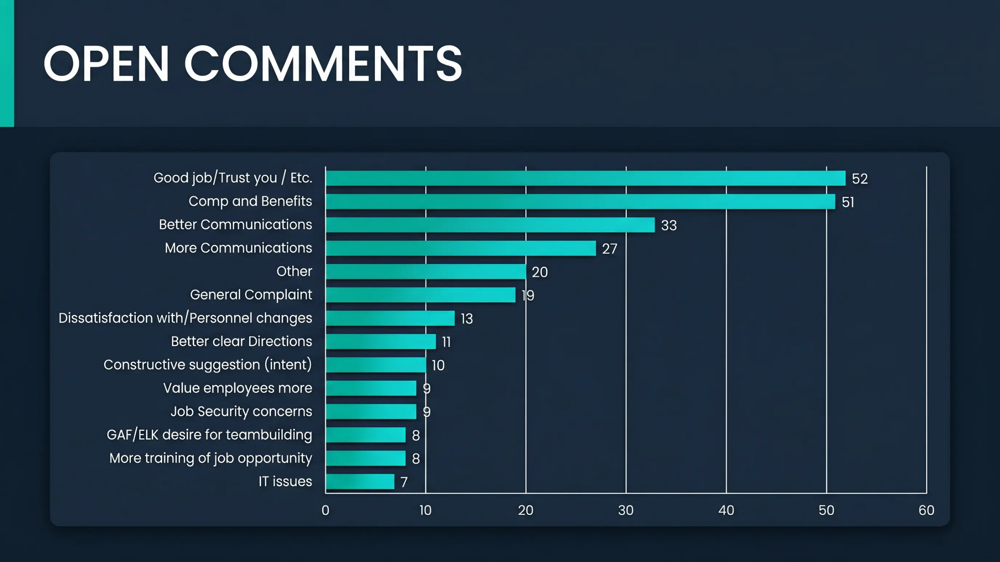 OPEN COMMENTS
Good job/Trust you / Etc. 52
Comp and Benefits 51
Better Communications 33
More Communications 27
Other 20
General Complaint 19
Dissatisfaction with/Personnel changes 13
Better clear Directions 11
Constructive suggestion (intent) 10
Value employees more 9
Job Security concerns 9
GAF/ELK desire for teambuilding 8
More training of job opportunity 8
IT issues 7
0 10 20 30 40 50 60